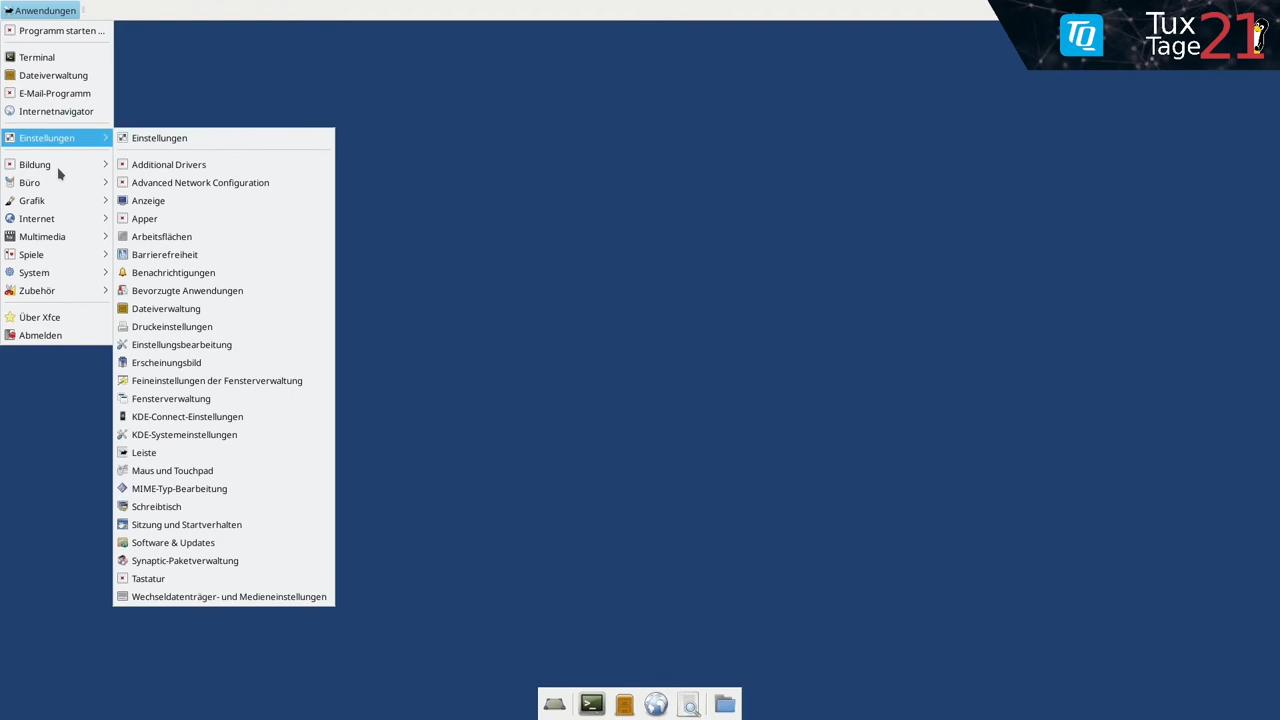 Anwendungen
Programm starten ...
Terminal
Dateiverwaltung
E-Mail-Programm
Internetnavigator
Einstellungen
Bildung
Büro
Grafik
Internet
Multimedia
Spiele
System
Zubehör
Über Xfce
Abmelden
Einstellungen
Additional Drivers
Advanced Network Configuration
Anzeige
Apper
Arbeitsflächen
Barrierefreiheit
Benachrichtigungen
Bevorzugte Anwendungen
Dateiverwaltung
Druckeinstellungen
Einstellungsbearbeitung
Erscheinungsbild
Feineinstellungen der Fensterverwaltung
Fensterverwaltung
KDE-Connect-Einstellungen
KDE-Systemeinstellungen
Leiste
Maus und Touchpad
MIME-Typ-Bearbeitung
Schreibtisch
Sitzung und Startverhalten
Software & Updates
Synaptic-Paketverwaltung
Tastatur
Wechseldatenträger- und Medieneinstellungen
TQ
Tux
Tage 21